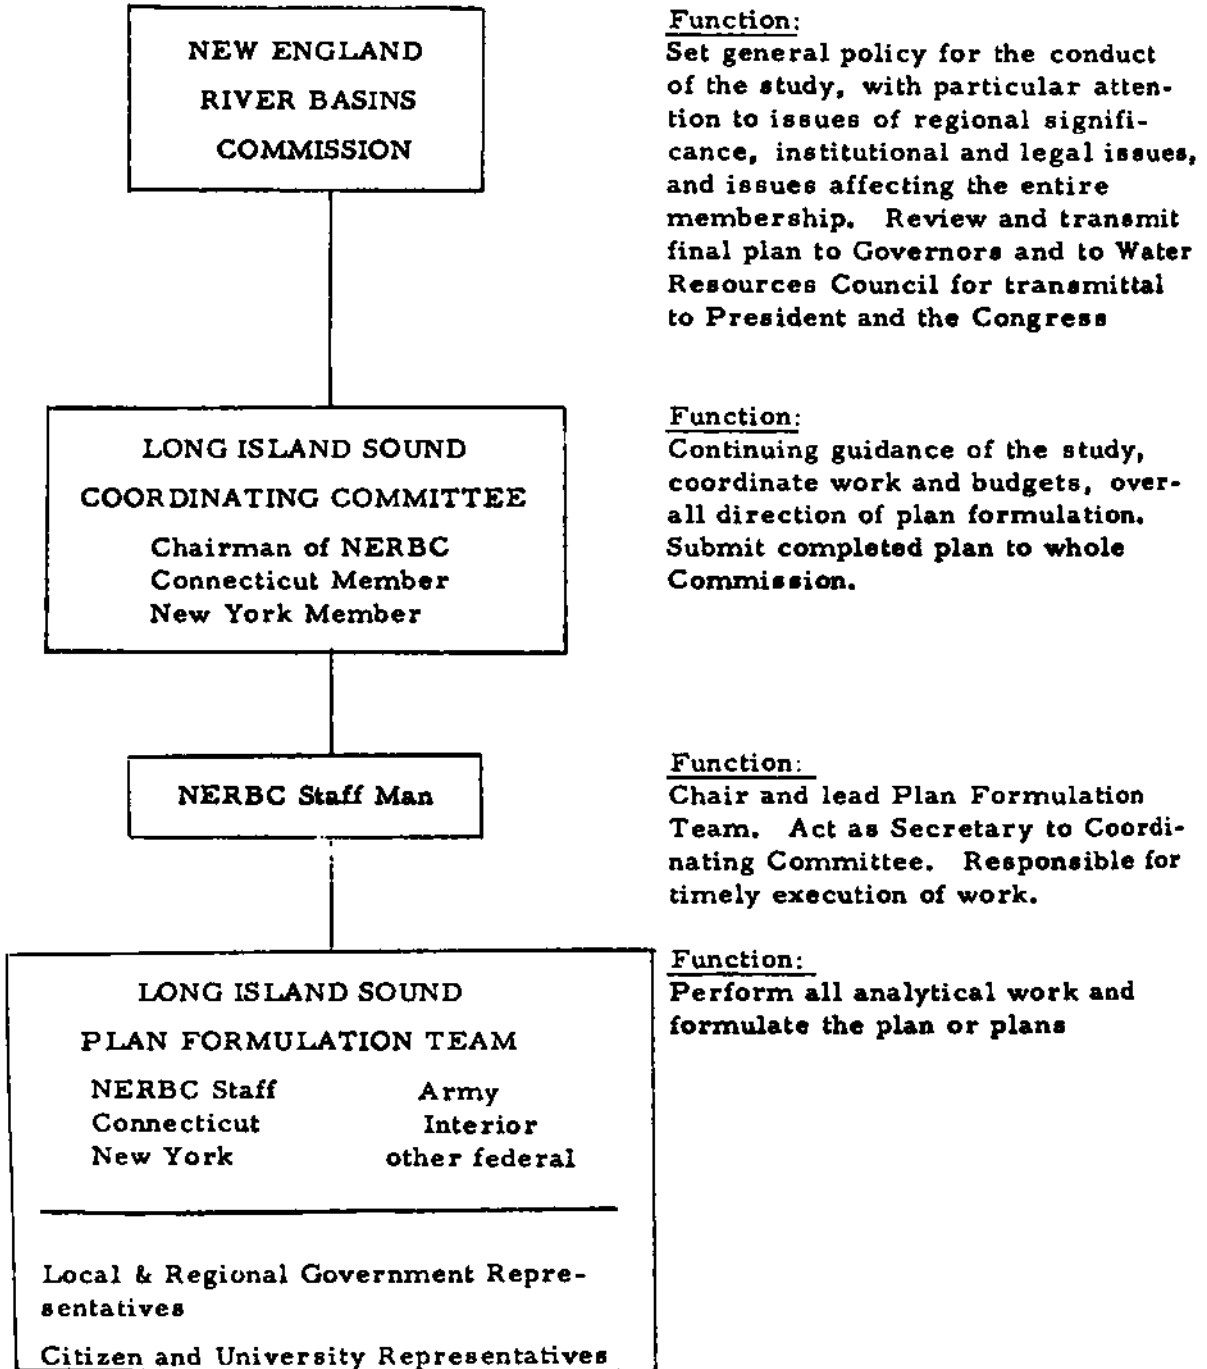 NEW ENGLAND
RIVER BASINS
COMMISSION
Function:
Set general policy for the conduct
of the study, with particular atten-
tion to issues of regional signifi-
cance, institutional and legal issues,
and issues affecting the entire
membership. Review and transmit
final plan to Governors and to Water
Resources Council for transmittal
to President and the Congress
LONG ISLAND SOUND
COORDINATING COMMITTEE
Chairman of NERBC
Connecticut Member
New York Member
Function:
Continuing guidance of the study,
coordinate work and budgets, over-
all direction of plan formulation.
Submit completed plan to whole
Commission.
NERBC Staff Man
Function:
Chair and lead Plan Formulation
Team. Act as Secretary to Coordi-
nating Committee. Responsible for
timely execution of work.
LONG ISLAND SOUND
PLAN FORMULATION TEAM
NERBC Staff Army
Connecticut Interior
New York other federal
Local & Regional Government Repre-
sentatives
Citizen and University Representatives
Function:
Perform all analytical work and
formulate the plan or plans